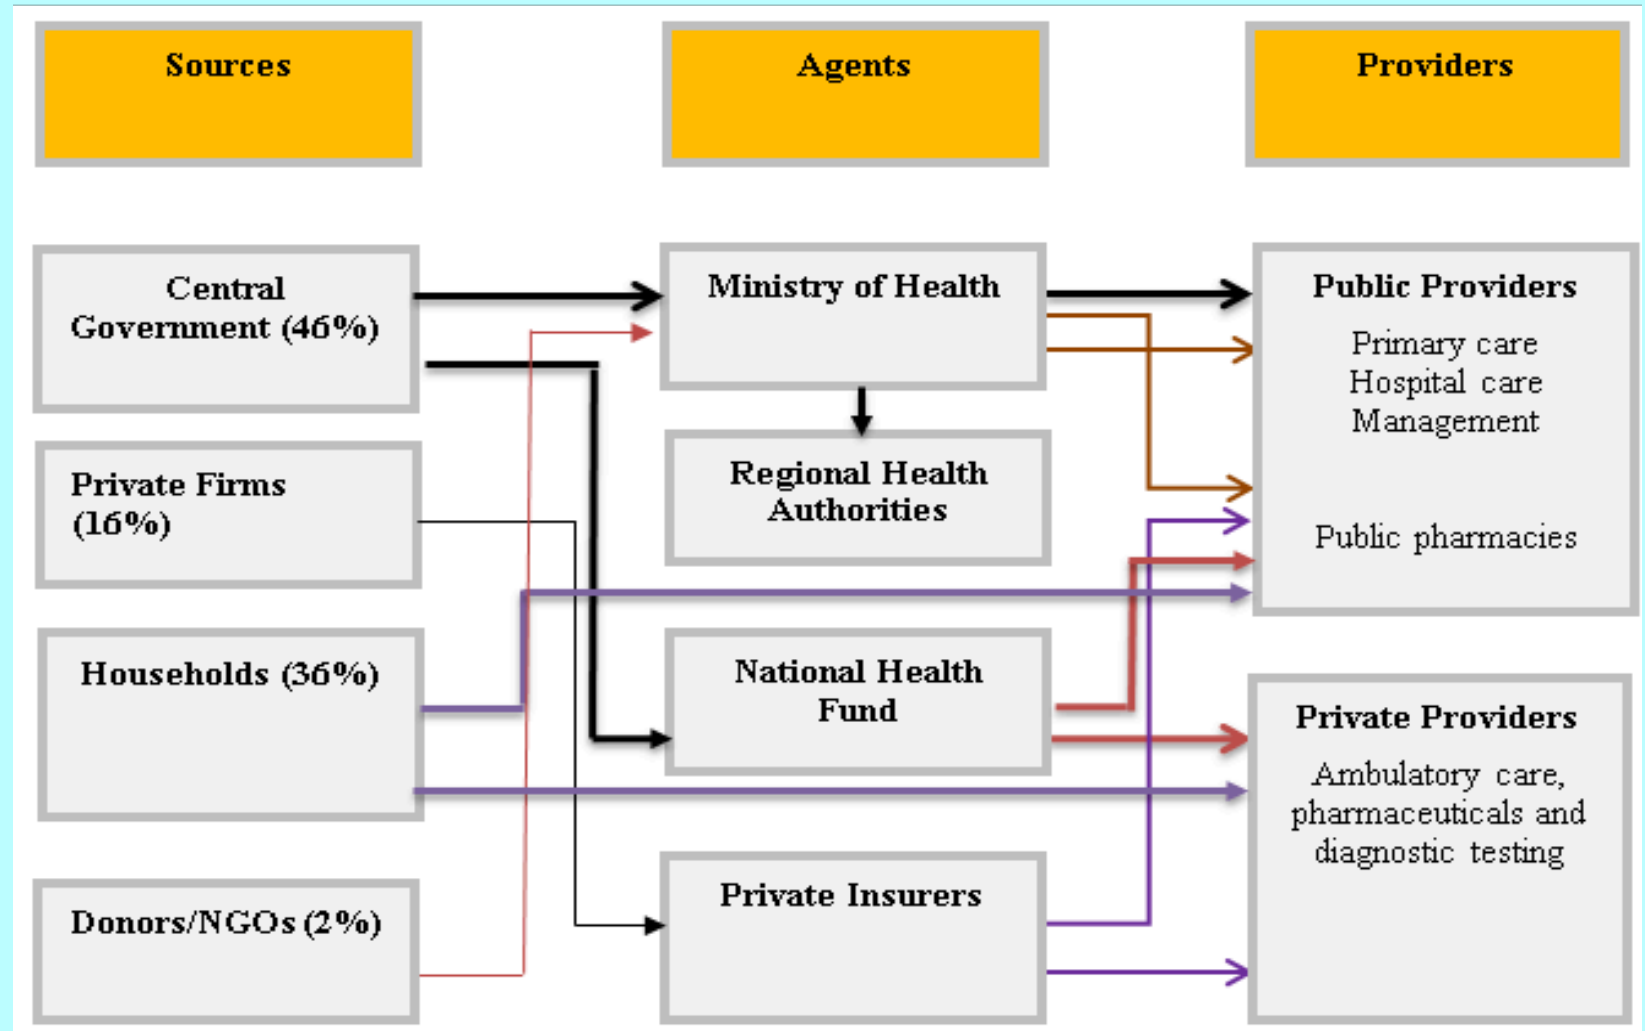 Sources
Agents
Providers
Central
Government (46%)
Private Firms
(16%)
Households (36%)
Donors/NGOs (2%)
Ministry of Health
Regional Health
Authorities
National Health
Fund
Private Insurers
Public Providers
Primary care
Hospital care
Management
Public pharmacies
Private Providers
Ambulatory care,
pharmaceuticals and
diagnostic testing